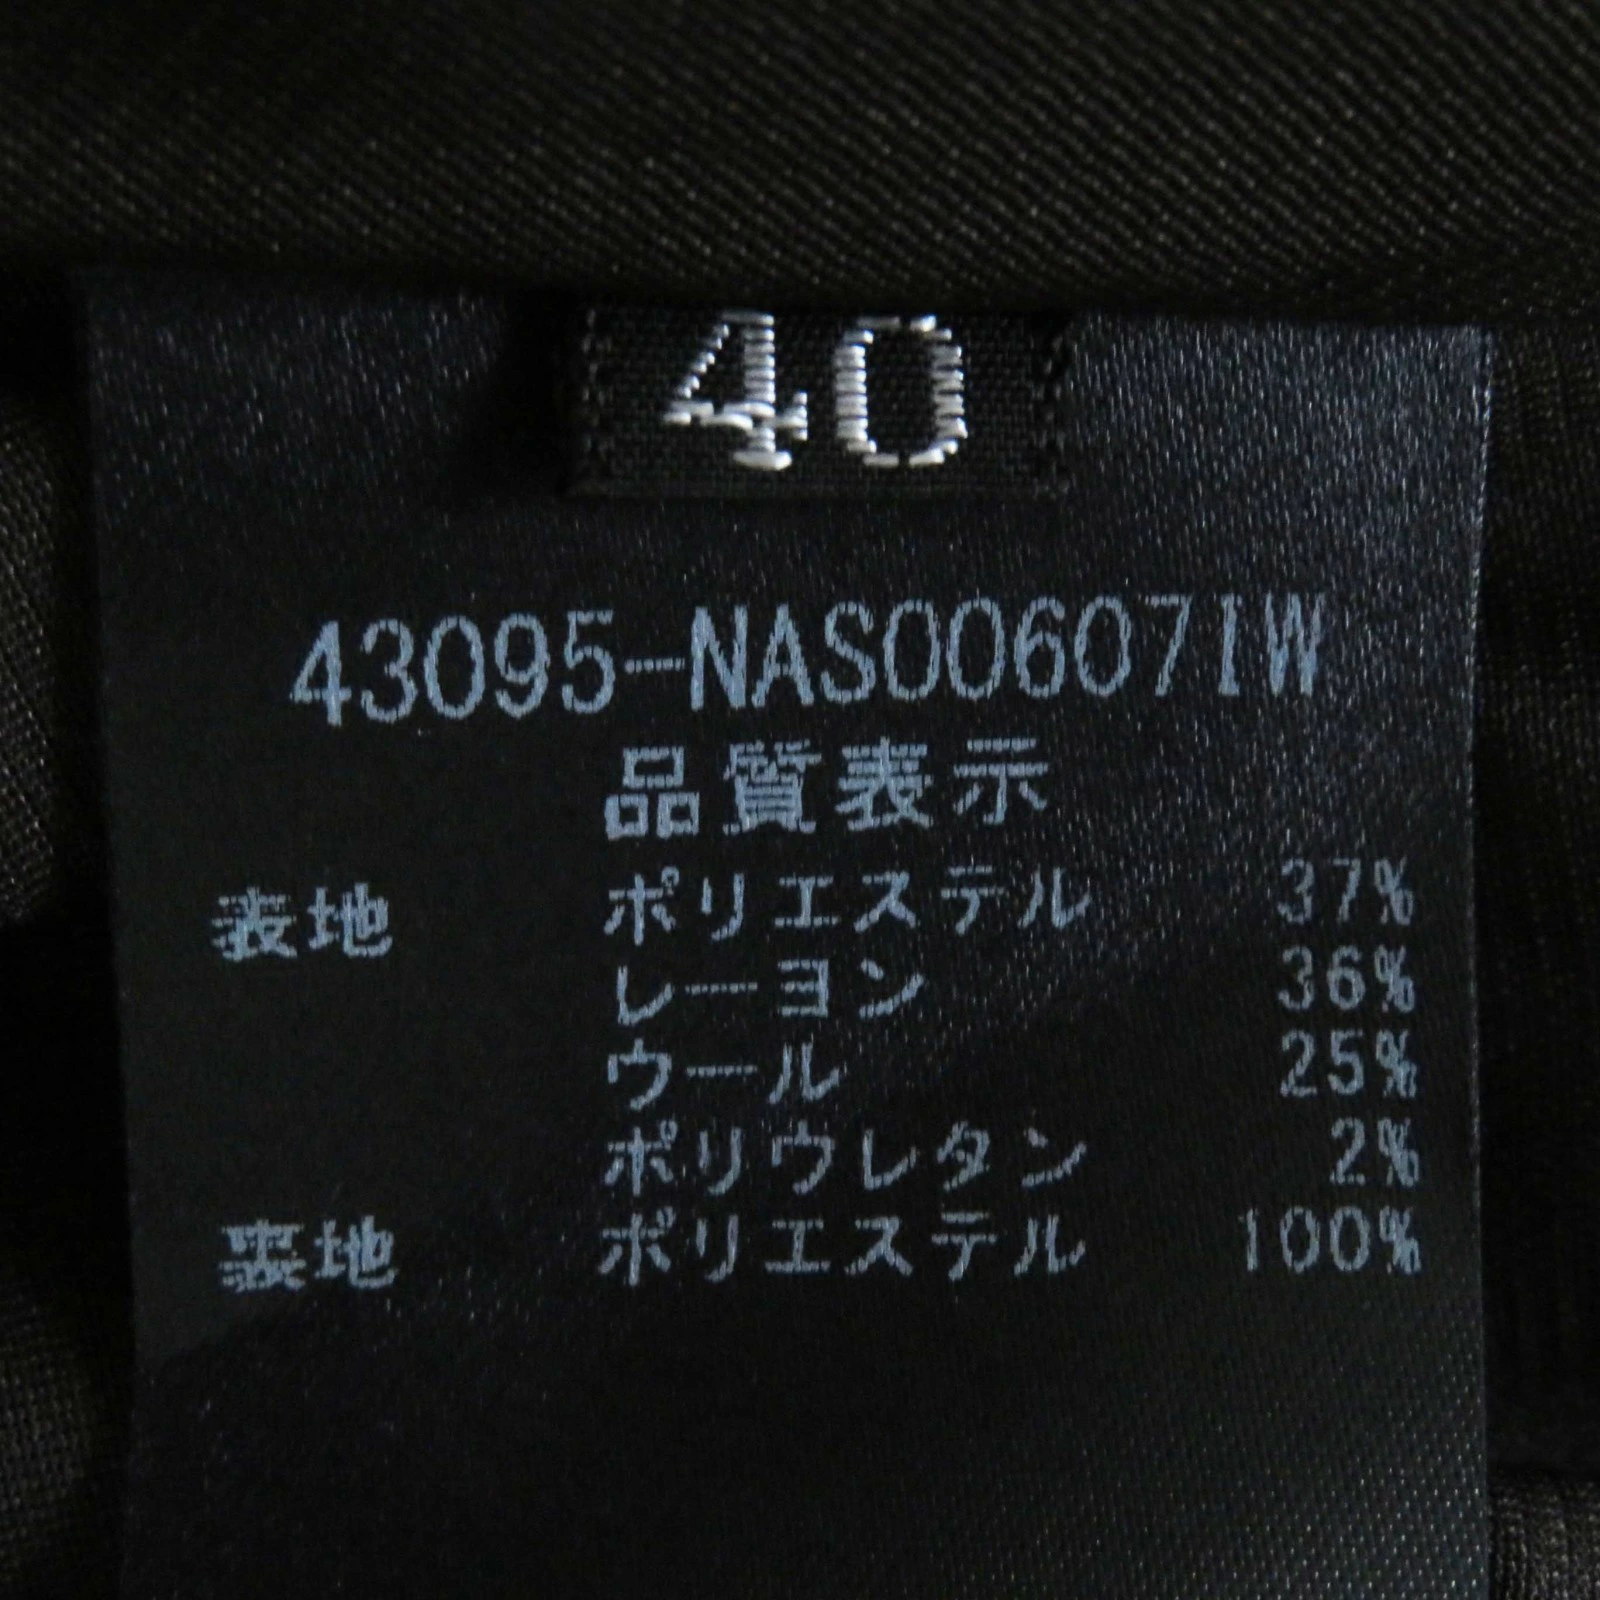 40
43095-NAS00607IW
品質表示
表地 ポリエステル 37%
レーヨン 36%
ウール 25%
ポリウレタン 2%
裏地 ポリエステル 100%